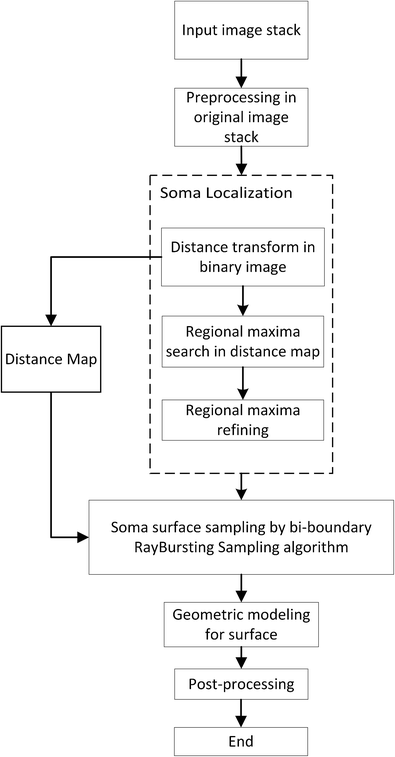 Input image stack
Preprocessing in
original image
stack
Soma Localization
Distance transform in
binary image
Regional maxima
search in distance map
Distance Map
Regional maxima
refining
Soma surface sampling by bi-boundary
RayBursting Sampling algorithm
Geometric modeling
for surface
Post-processing
End